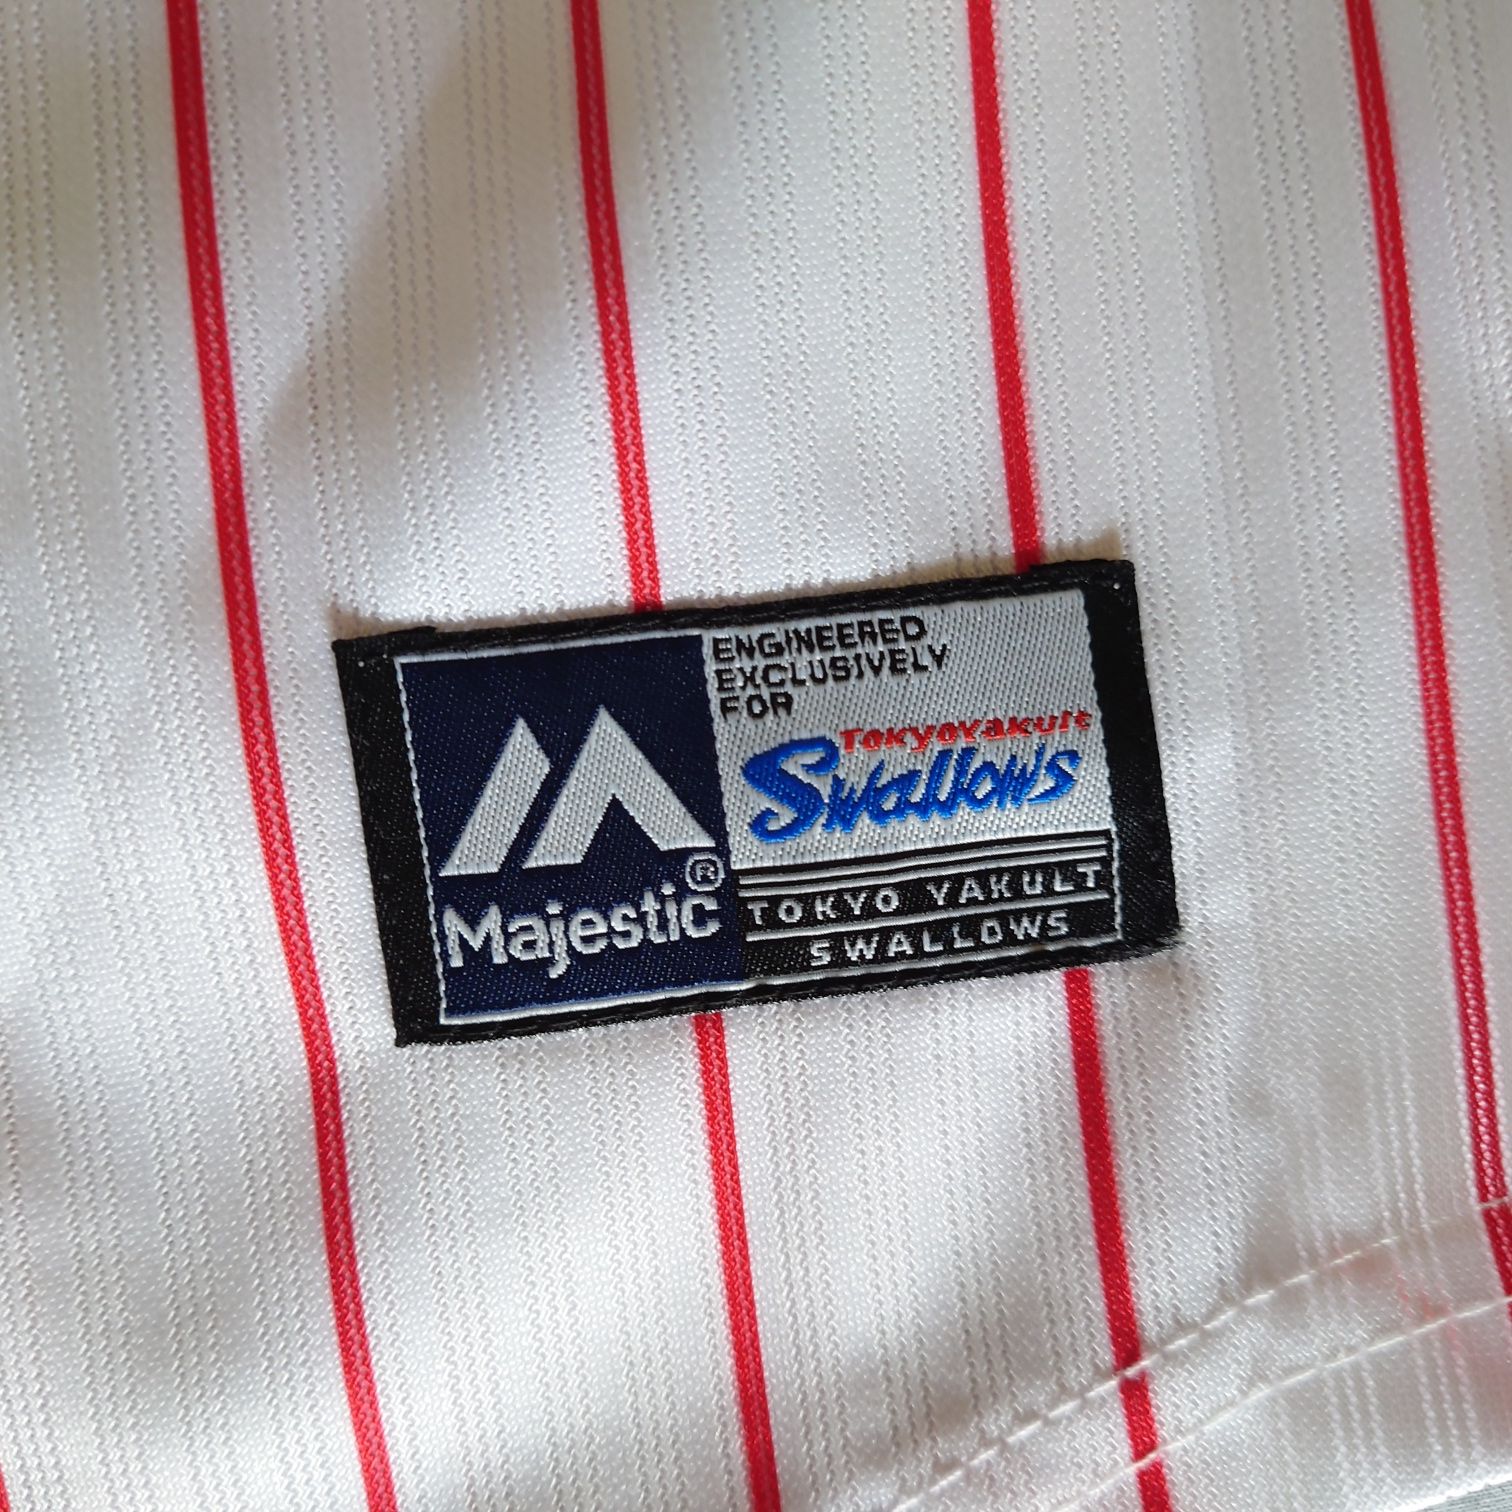 Majestic®
ENGINEERED
EXCLUSIVELY
FOR
TokyoYakult
Swallows
TOKYO YAKULT
SWALLOWS